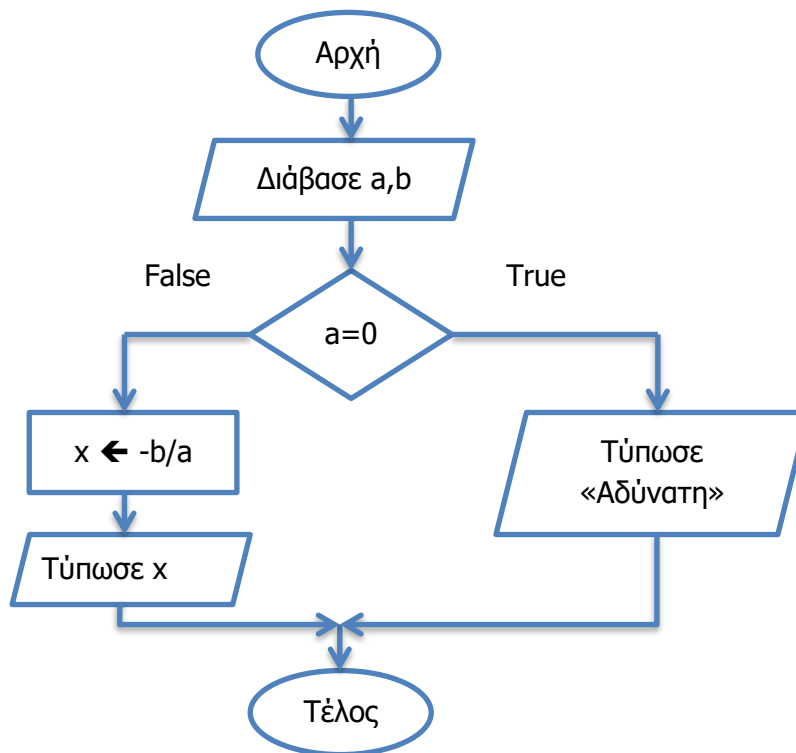 Αρχή
Διάβασε a,b
False
True
a=0
x 🡸 -b/a
Τύπωσε
«Αδύνατη»
Τύπωσε x
Τέλος